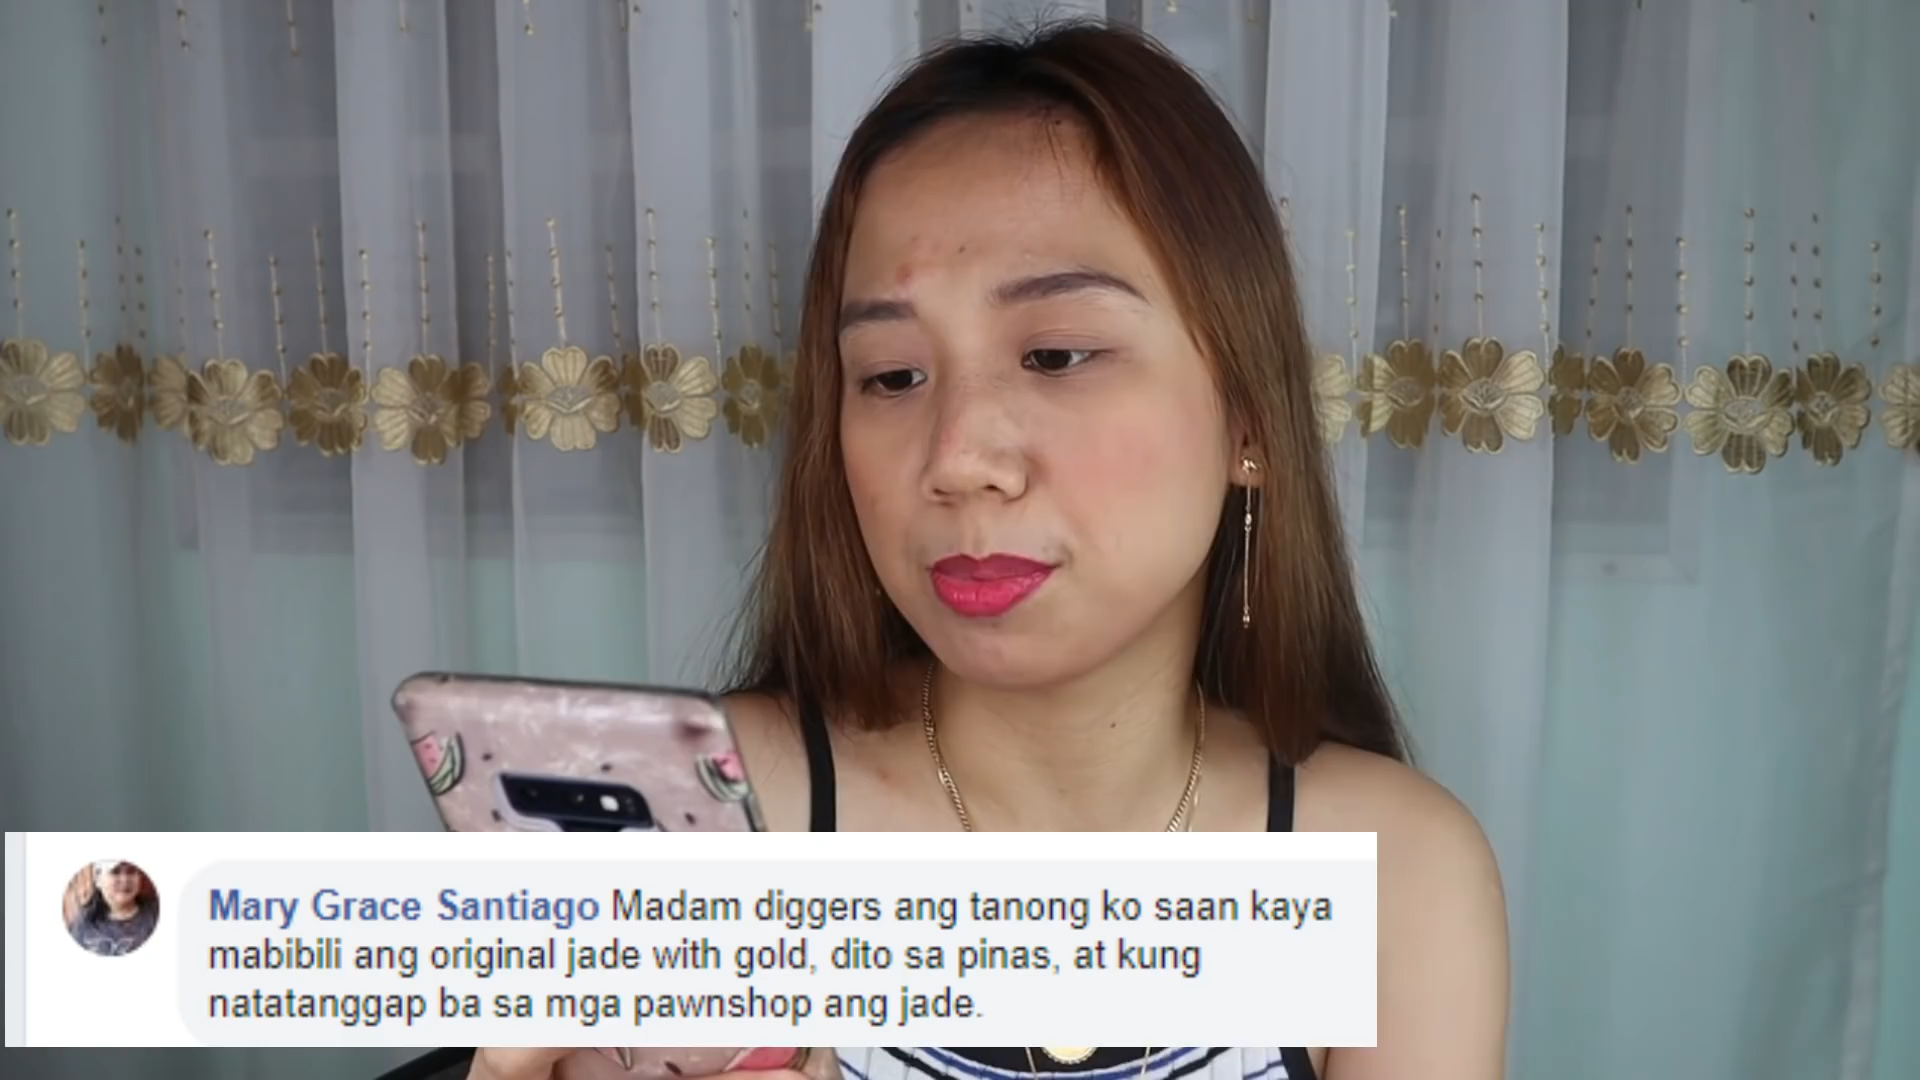 Mary Grace Santiago Madam diggers ang tanong ko saan kaya
mabibili ang original jade with gold, dito sa pinas, at kung
natatanggap ba sa mga pawnshop ang jade.